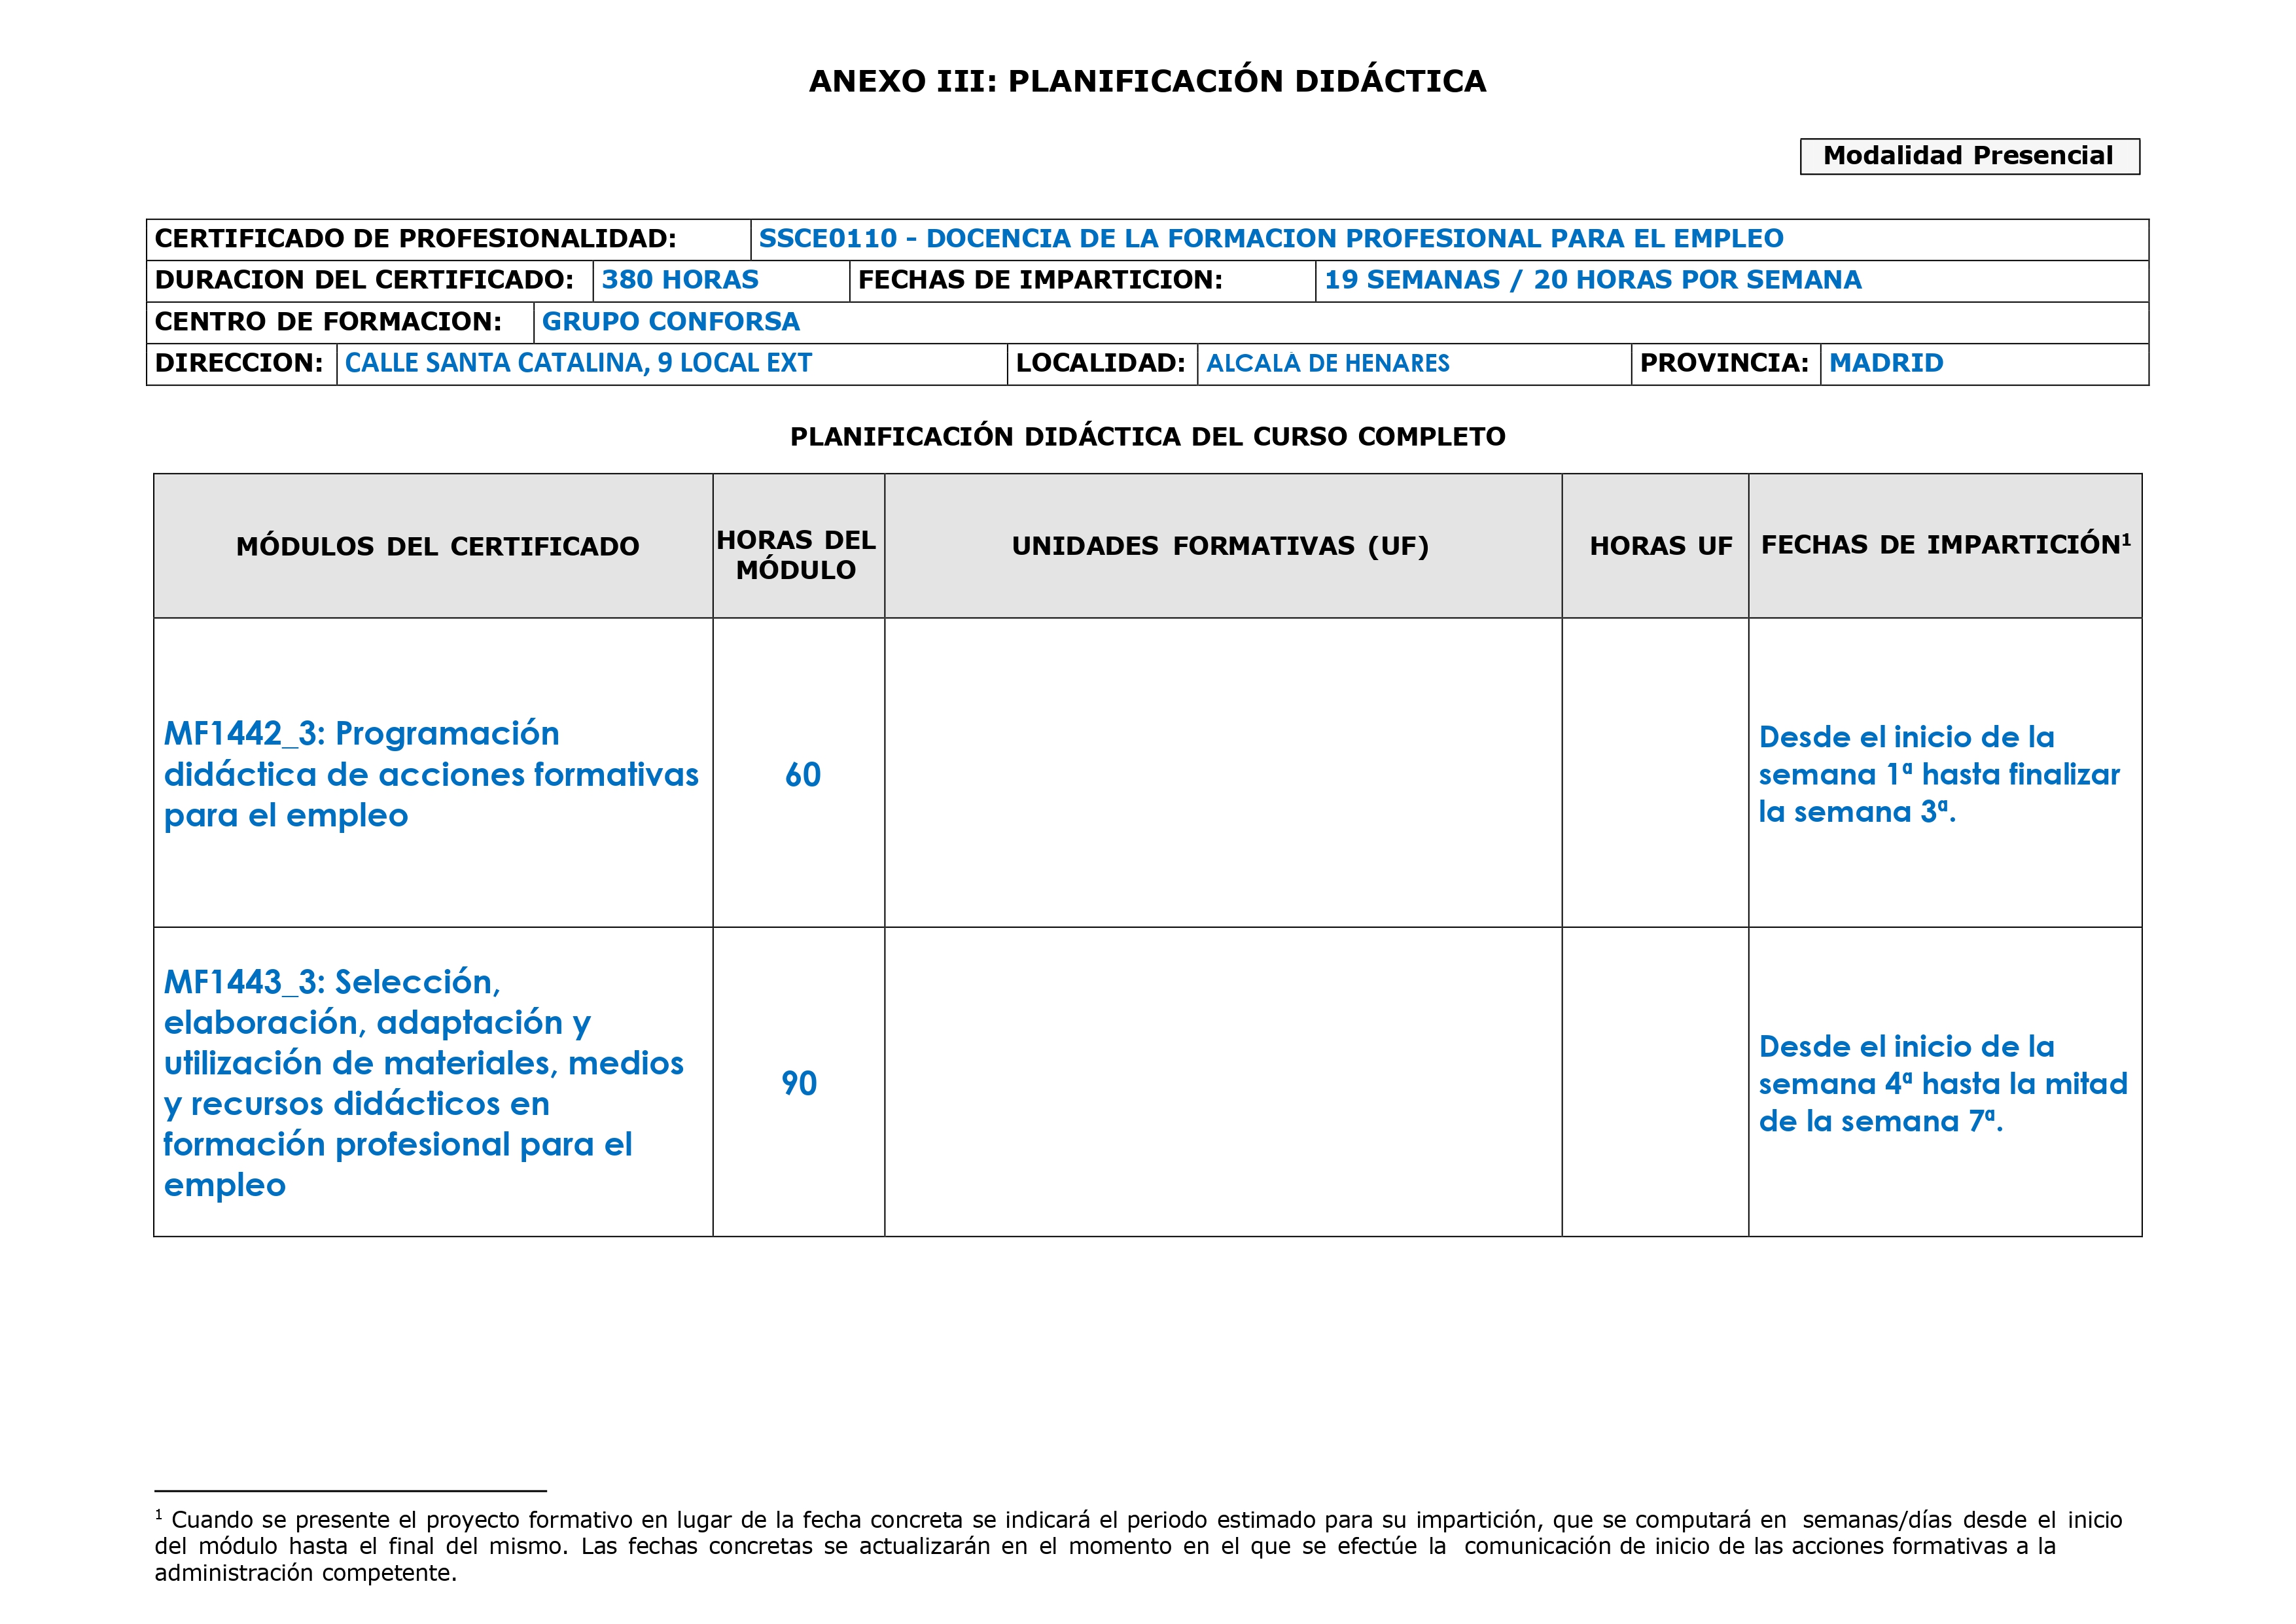 ANEXO III: PLANIFICACIÓN DIDÁCTICA
Modalidad Presencial
CERTIFICADO DE PROFESIONALIDAD: SSCE0110 - DOCENCIA DE LA FORMACION PROFESIONAL PARA EL EMPLEO
DURACION DEL CERTIFICADO: 380 HORAS FECHAS DE IMPARTICION: 19 SEMANAS / 20 HORAS POR SEMANA
CENTRO DE FORMACION: GRUPO CONFORSA
DIRECCION: CALLE SANTA CATALINA, 9 LOCAL EXT LOCALIDAD: ALCALÁ DE HENARES PROVINCIA: MADRID
PLANIFICACIÓN DIDÁCTICA DEL CURSO COMPLETO
MÓDULOS DEL CERTIFICADO
HORAS DEL
MÓDULO
UNIDADES FORMATIVAS (UF)
HORAS UF
FECHAS DE IMPARTICIÓN¹
MF1442_3: Programación
didáctica de acciones formativas
para el empleo
60
Desde el inicio de la
semana 1ª hasta finalizar
la semana 3ª.
MF1443_3: Selección,
elaboración, adaptación y
utilización de materiales, medios
y recursos didácticos en
formación profesional para el
empleo
90
Desde el inicio de la
semana 4ª hasta la mitad
de la semana 7ª.
¹ Cuando se presente el proyecto formativo en lugar de la fecha concreta se indicará el periodo estimado para su impartición, que se computará en semanas/días desde el inicio
del módulo hasta el final del mismo. Las fechas concretas se actualizarán en el momento en el que se efectúe la comunicación de inicio de las acciones formativas a la
administración competente.